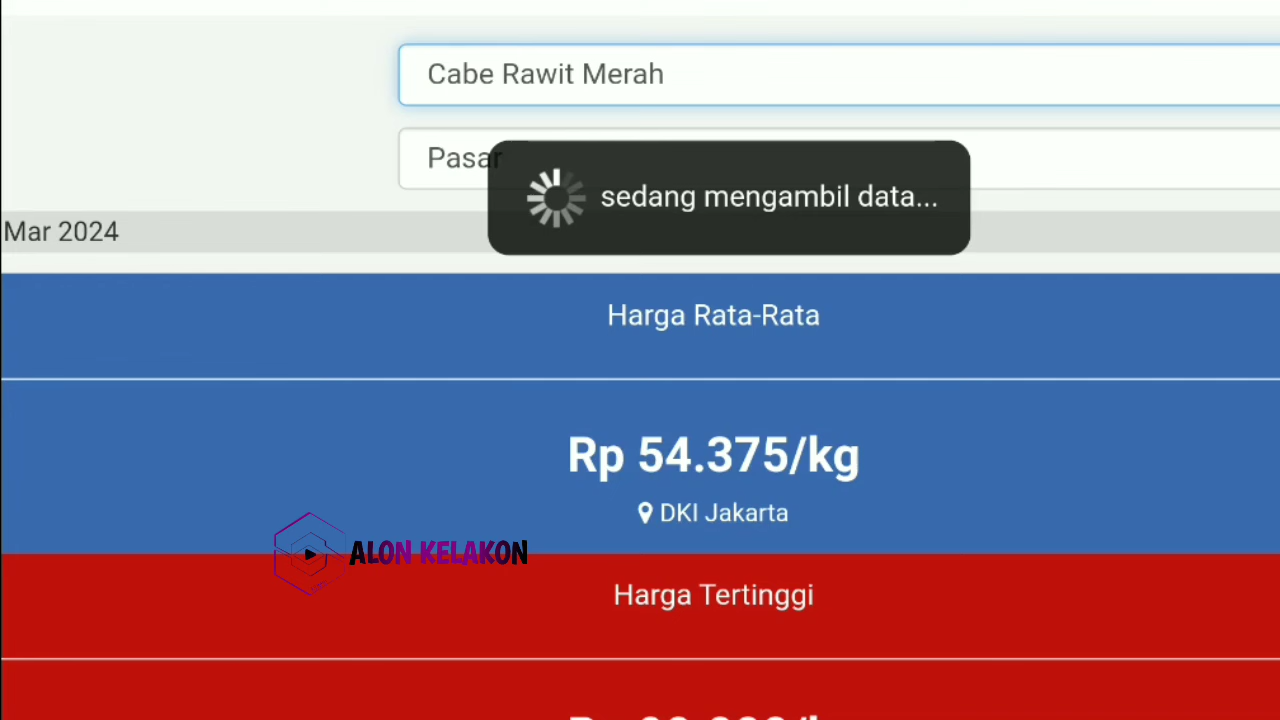 Cabe Rawit Merah
Pasar
sedang mengambil data...
Mar 2024
Harga Rata-Rata
Rp 54.375/kg
DKI Jakarta
ALON KELAKON
Harga Tertinggi